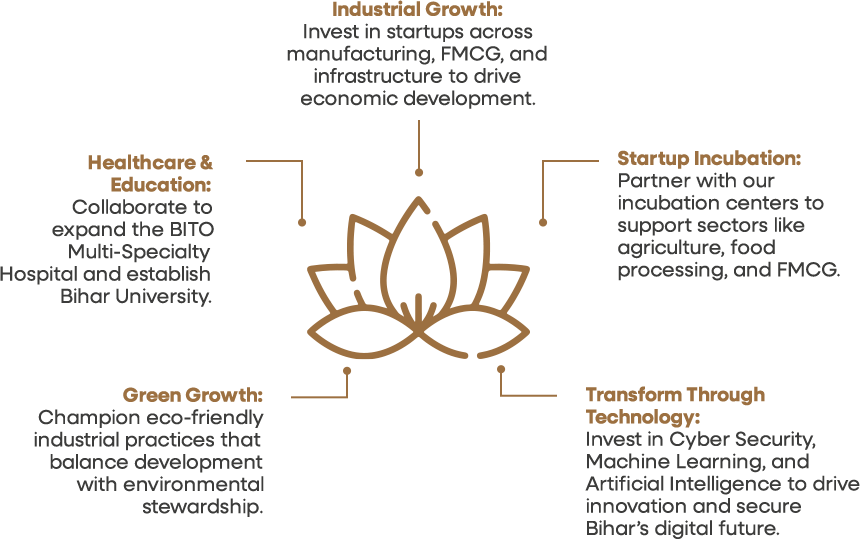 Industrial Growth:
Invest in startups across
manufacturing, FMCG, and
infrastructure to drive
economic development.
Healthcare &
Education:
Collaborate to
expand the BITO
Multi-Specialty
Hospital and establish
Bihar University.
Startup Incubation:
Partner with our
incubation centers to
support sectors like
agriculture, food
processing, and FMCG.
Green Growth:
Champion eco-friendly
industrial practices that
balance development
with environmental
stewardship.
Transform Through
Technology:
Invest in Cyber Security,
Machine Learning, and
Artificial Intelligence to drive
innovation and secure
Bihar’s digital future.